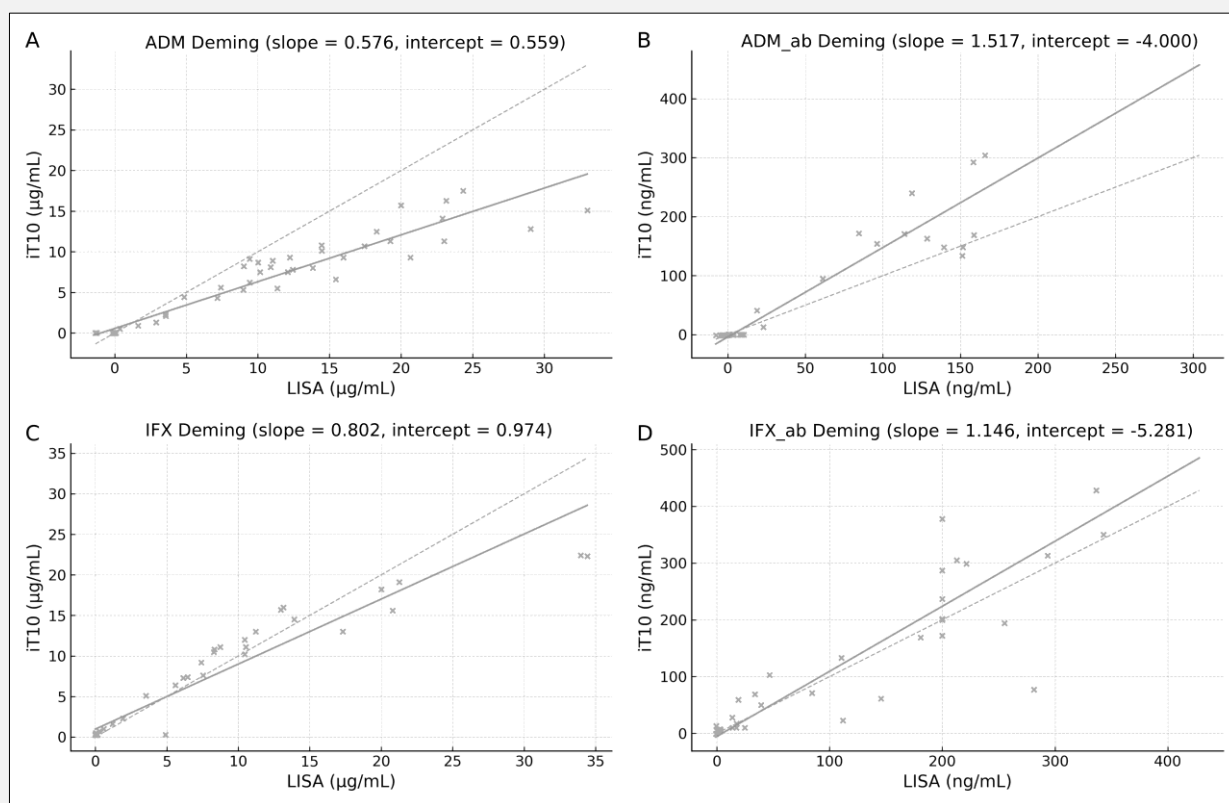 A
ADM Deming (slope = 0.576, intercept = 0.559)
iT10 (µg/mL)
30
25
20
15
10
5
0
0 5 10 15 20 25 30
LISA (µg/mL)
B
ADM_ab Deming (slope = 1.517, intercept = -4.000)
iT10 (ng/mL)
400
300
200
100
0
0 50 100 150 200 250 300
LISA (ng/mL)
C
IFX Deming (slope = 0.802, intercept = 0.974)
iT10 (µg/mL)
35
30
25
20
15
10
5
0
0 5 10 15 20 25 30 35
LISA (µg/mL)
D
IFX_ab Deming (slope = 1.146, intercept = -5.281)
iT10 (ng/mL)
500
400
300
200
100
0
0 100 200 300 400
LISA (ng/mL)